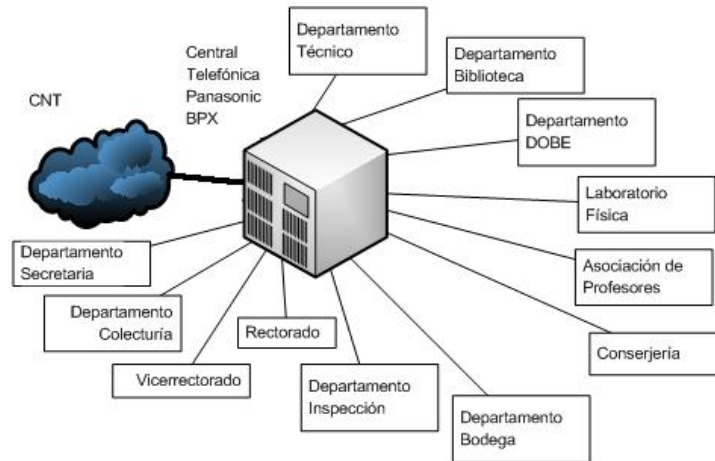 Departamento
Técnico
Central
Telefónica
Panasonic
BPX
Departamento
Biblioteca
CNT
Departamento
DOBE
Laboratorio
Física
Departamento
Secretaria
Asociación de
Profesores
Departamento
Colecturía
Rectorado
Conserjería
Vicerrectorado
Departamento
Inspección
Departamento
Bodega